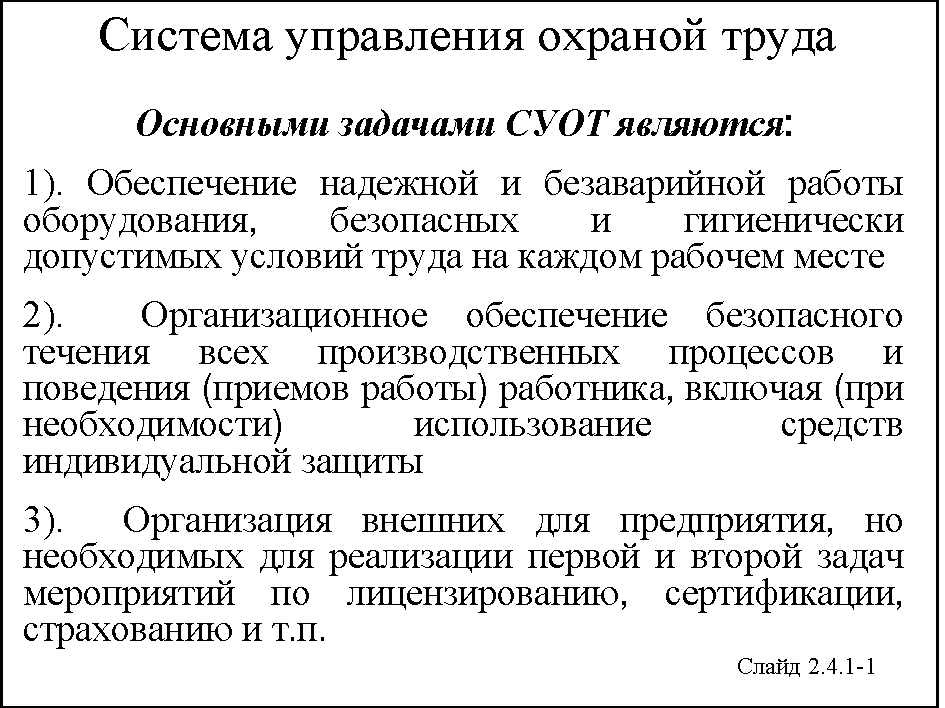 Система управления охраной труда
Основными задачами СУОТ являются:
1). Обеспечение надежной и безаварийной работы
оборудования, безопасных и гигиенически
допустимых условий труда на каждом рабочем месте
2). Организационное обеспечение безопасного
течения всех производственных процессов и
поведения (приемов работы) работника, включая (при
необходимости) использование средств
индивидуальной защиты
3). Организация внешних для предприятия, но
необходимых для реализации первой и второй задач
мероприятий по лицензированию, сертификации,
страхованию и т.п.
Слайд 2.4.1-1